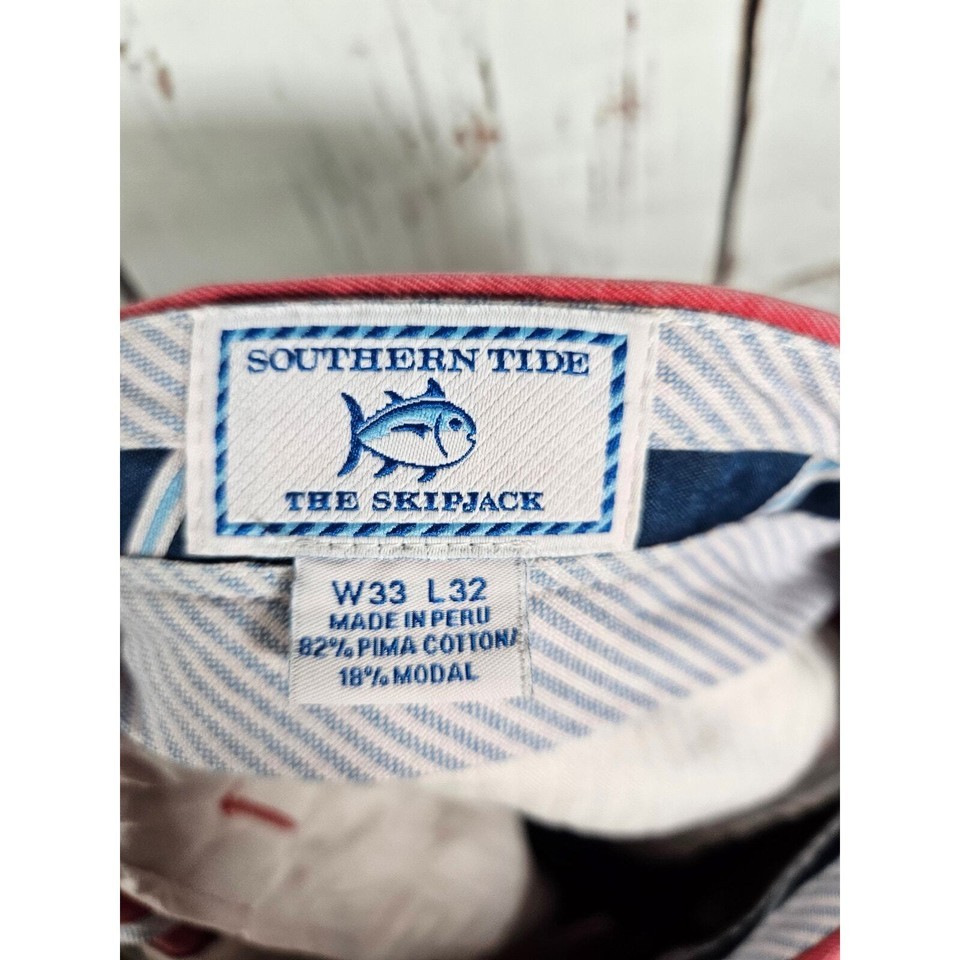 SOUTHERN TIDE
THE SKIPJACK
W33 L32
MADE IN PERU
82% PIMA COTTON/
18% MODAL